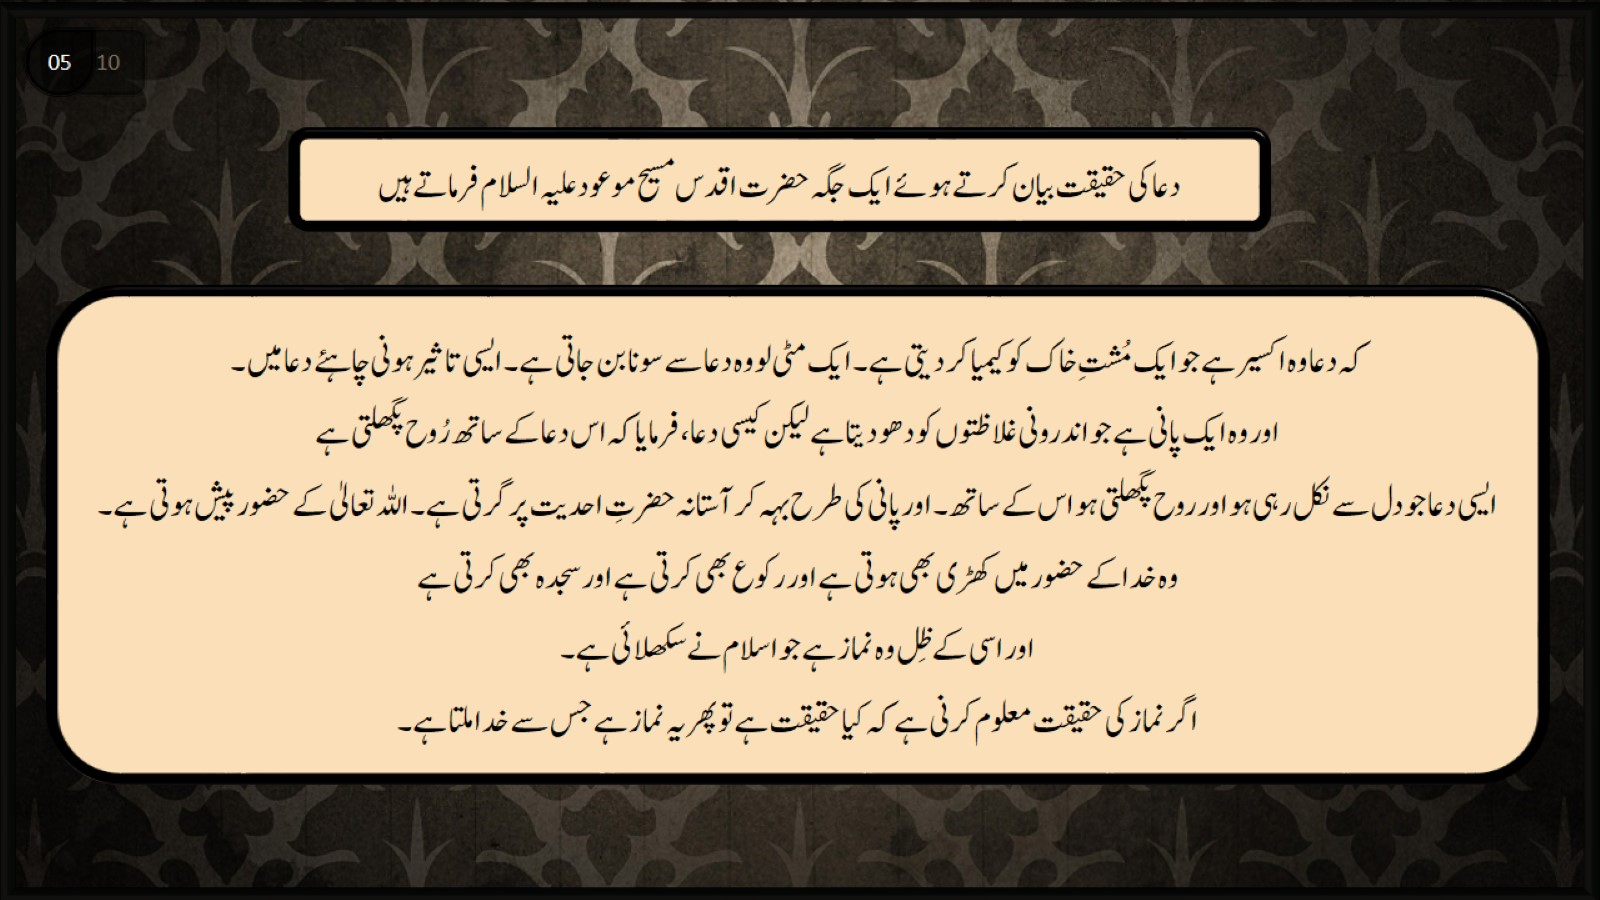 05 10
دعا کی حقیقت بیان کرتے ہوئے ایک جگہ حضرت اقدس مسیح موعود علیہ السلام فرماتے ہیں
کہ دعا وہ اکسیر ہے جو ایک مُشتِ خاک کو کیمیا کر دیتی ہے۔ ایک مٹی لو وہ دعا سے سونا بن جاتی ہے۔ ایسی تاثیر ہونی چاہئے دعا میں۔
اور وہ ایک پانی ہے جو اندرونی غلاظتوں کو دھو دیتا ہے لیکن کیسی دعا، فرمایا کہ اس دعا کے ساتھ رُوح پگھلتی ہے
ایسی دعا جو دل سے نکل رہی ہو اور روح پگھلتی ہو اس کے ساتھ۔ اور پانی کی طرح بہہ کر آستانہ حضرتِ احدیت پر گرتی ہے۔ اللہ تعالیٰ کے حضور پیش ہوتی ہے۔
وہ خدا کے حضور میں کھڑی بھی ہوتی ہے اور رکوع بھی کرتی ہے اور سجدہ بھی کرتی ہے
اور اسی کے ظِل وہ نماز ہے جو اسلام نے سکھلائی ہے۔
اگر نماز کی حقیقت معلوم کرنی ہے کہ کیا حقیقت ہے تو پھر یہ نماز ہے جس سے خدا ملتا ہے۔